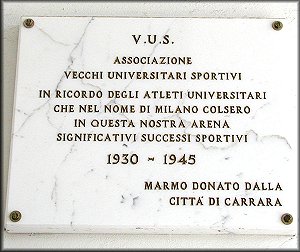 V.U.S.
ASSOCIAZIONE
VECCHI UNIVERSITARI SPORTIVI
IN RICORDO DEGLI ATLETI UNIVERSITARI
CHE NEL NOME DI MILANO COLSERO
IN QUESTA NOSTRA ARENA
SIGNIFICATIVI SUCCESSI SPORTIVI
1930 ~ 1945
MARMO DONATO DALLA
CITTÀ DI CARRARA